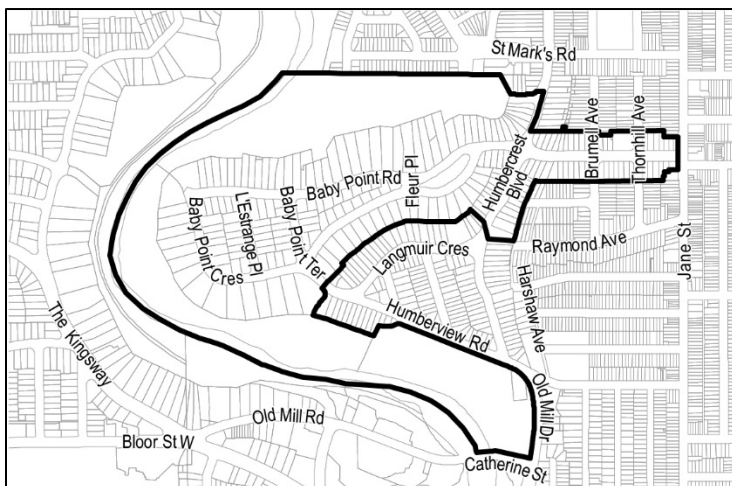 St Mark's Rd
Brumell Ave
Thornhill Ave
Humbercrest
Blvd
Fleur Pl
Baby Point Rd
L'Estrange Pl
Baby Point Ter
Baby Point Cres
Langmuir Cres
Raymond Ave
Jane St
Harshaw Ave
Humberview Rd
The Kingsway
Old Mill Dr
Old Mill Rd
Bloor St W
Catherine St